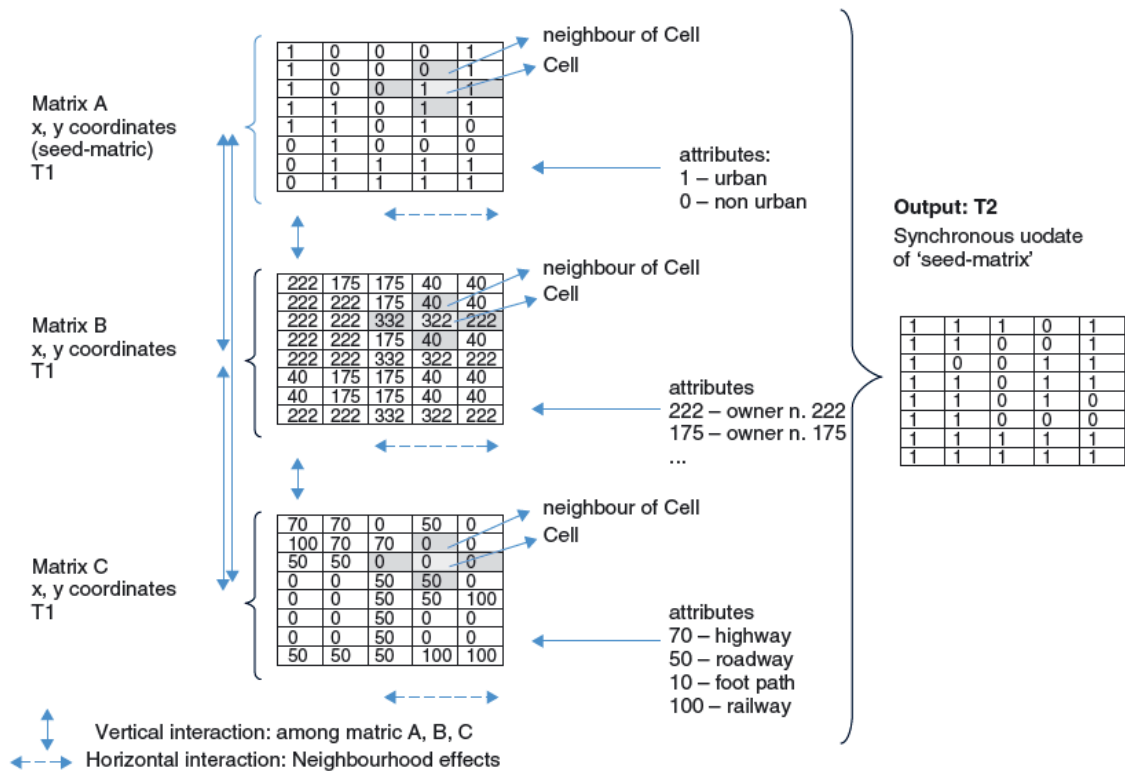 neighbour of Cell
Cell
1 0 0 0 1
1 0 0 0 1
1 0 0 1 1
1 1 0 1 1
1 1 0 1 0
0 1 0 0 0
0 1 1 1 1
0 1 1 1 1
Matrix A
x, y coordinates
(seed-matric)
T1
attributes:
1 – urban
0 – non urban
neighbour of Cell
Cell
222 175 175 40 40
222 222 175 40 40
222 222 332 322 222
222 222 175 40 40
222 222 332 322 222
40 175 175 40 40
40 175 175 40 40
222 222 332 322 222
Matrix B
x, y coordinates
T1
attributes
222 – owner n. 222
175 – owner n. 175
...
neighbour of Cell
Cell
70 70 0 50 0
100 70 70 0 0
50 50 0 0 0
0 0 50 50 0
0 0 50 50 100
0 0 50 0 0
0 0 50 0 0
50 50 50 100 100
Matrix C
x, y coordinates
T1
attributes
70 – highway
50 – roadway
10 – foot path
100 – railway
Output: T2
Synchronous uodate
of ‘seed-matrix’
1 1 1 0 1
1 1 0 0 1
1 0 0 1 1
1 1 0 1 1
1 1 0 1 0
1 1 0 0 0
1 1 1 1 1
1 1 1 1 1
Vertical interaction: among matric A, B, C
Horizontal interaction: Neighbourhood effects